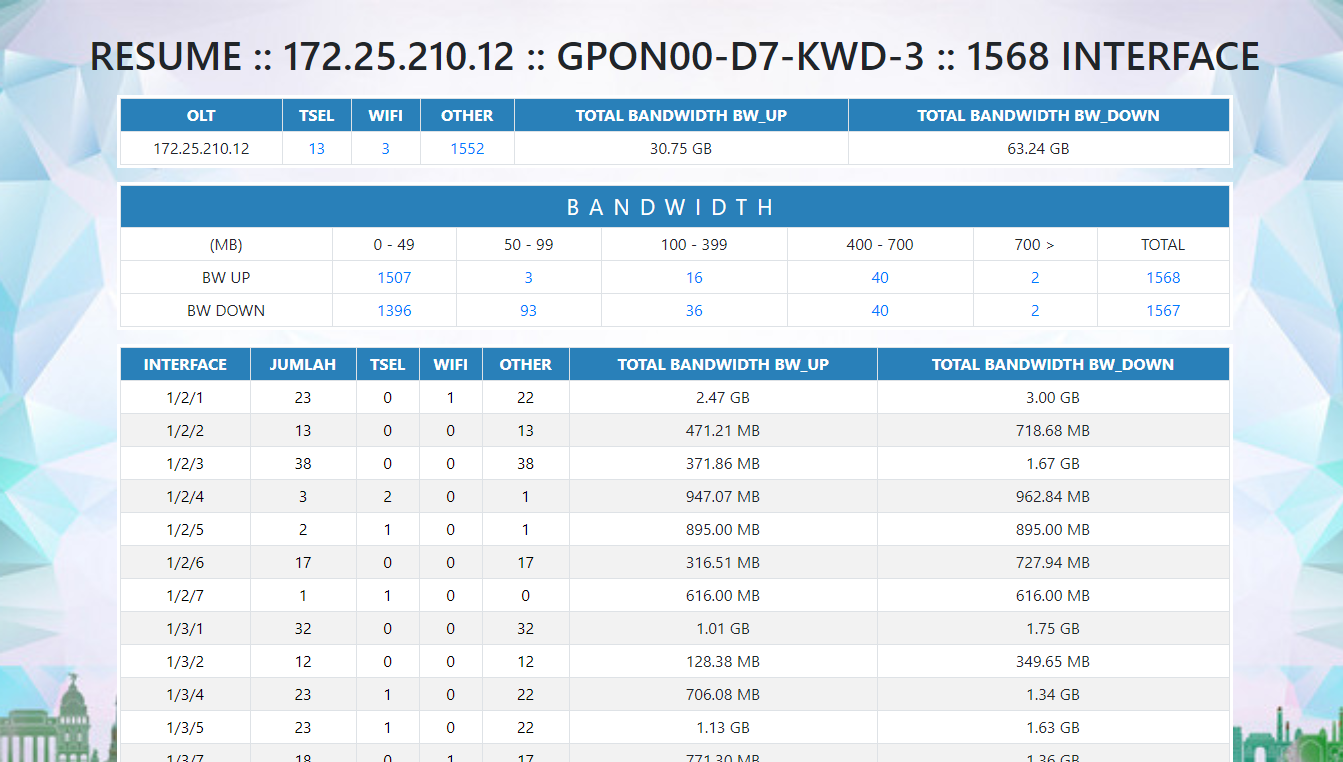 RESUME :: 172.25.210.12 :: GPON00-D7-KWD-3 :: 1568 INTERFACE
OLT TSEL WIFI OTHER TOTAL BANDWIDTH BW_UP TOTAL BANDWIDTH BW_DOWN
172.25.210.12 13 3 1552 30.75 GB 63.24 GB
BANDWIDTH
(MB) 0 - 49 50 - 99 100 - 399 400 - 700 700 > TOTAL
BW UP 1507 3 16 40 2 1568
BW DOWN 1396 93 36 40 2 1567
INTERFACE JUMLAH TSEL WIFI OTHER TOTAL BANDWIDTH BW_UP TOTAL BANDWIDTH BW_DOWN
1/2/1 23 0 1 22 2.47 GB 3.00 GB
1/2/2 13 0 0 13 471.21 MB 718.68 MB
1/2/3 38 0 0 38 371.86 MB 1.67 GB
1/2/4 3 2 0 1 947.07 MB 962.84 MB
1/2/5 2 1 0 1 895.00 MB 895.00 MB
1/2/6 17 0 0 17 316.51 MB 727.94 MB
1/2/7 1 1 0 0 616.00 MB 616.00 MB
1/3/1 32 0 0 32 1.01 GB 1.75 GB
1/3/2 12 0 0 12 128.38 MB 349.65 MB
1/3/4 23 1 0 22 706.08 MB 1.34 GB
1/3/5 23 1 0 22 1.13 GB 1.63 GB
1/3/7 18 0 1 17 771.30 MB 1.36 GB